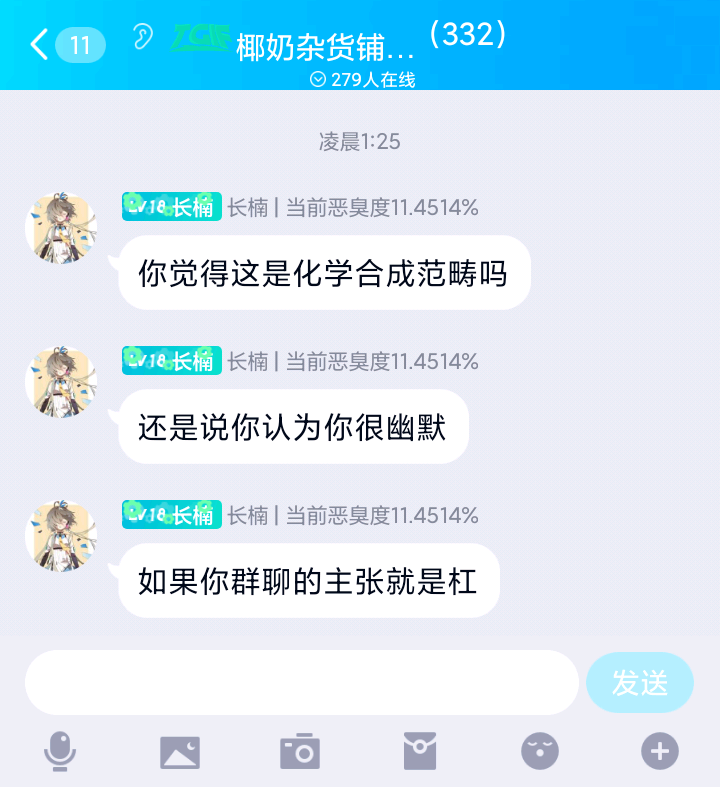 11
TGIF
椰奶杂货铺...
(332)
279人在线
凌晨1:25
LV18 长楠 长楠 | 当前恶臭度11.4514%
你觉得这是化学合成范畴吗
LV18 长楠 长楠 | 当前恶臭度11.4514%
还是说你认为你很幽默
LV18 长楠 长楠 | 当前恶臭度11.4514%
如果你群聊的主张就是杠
发送